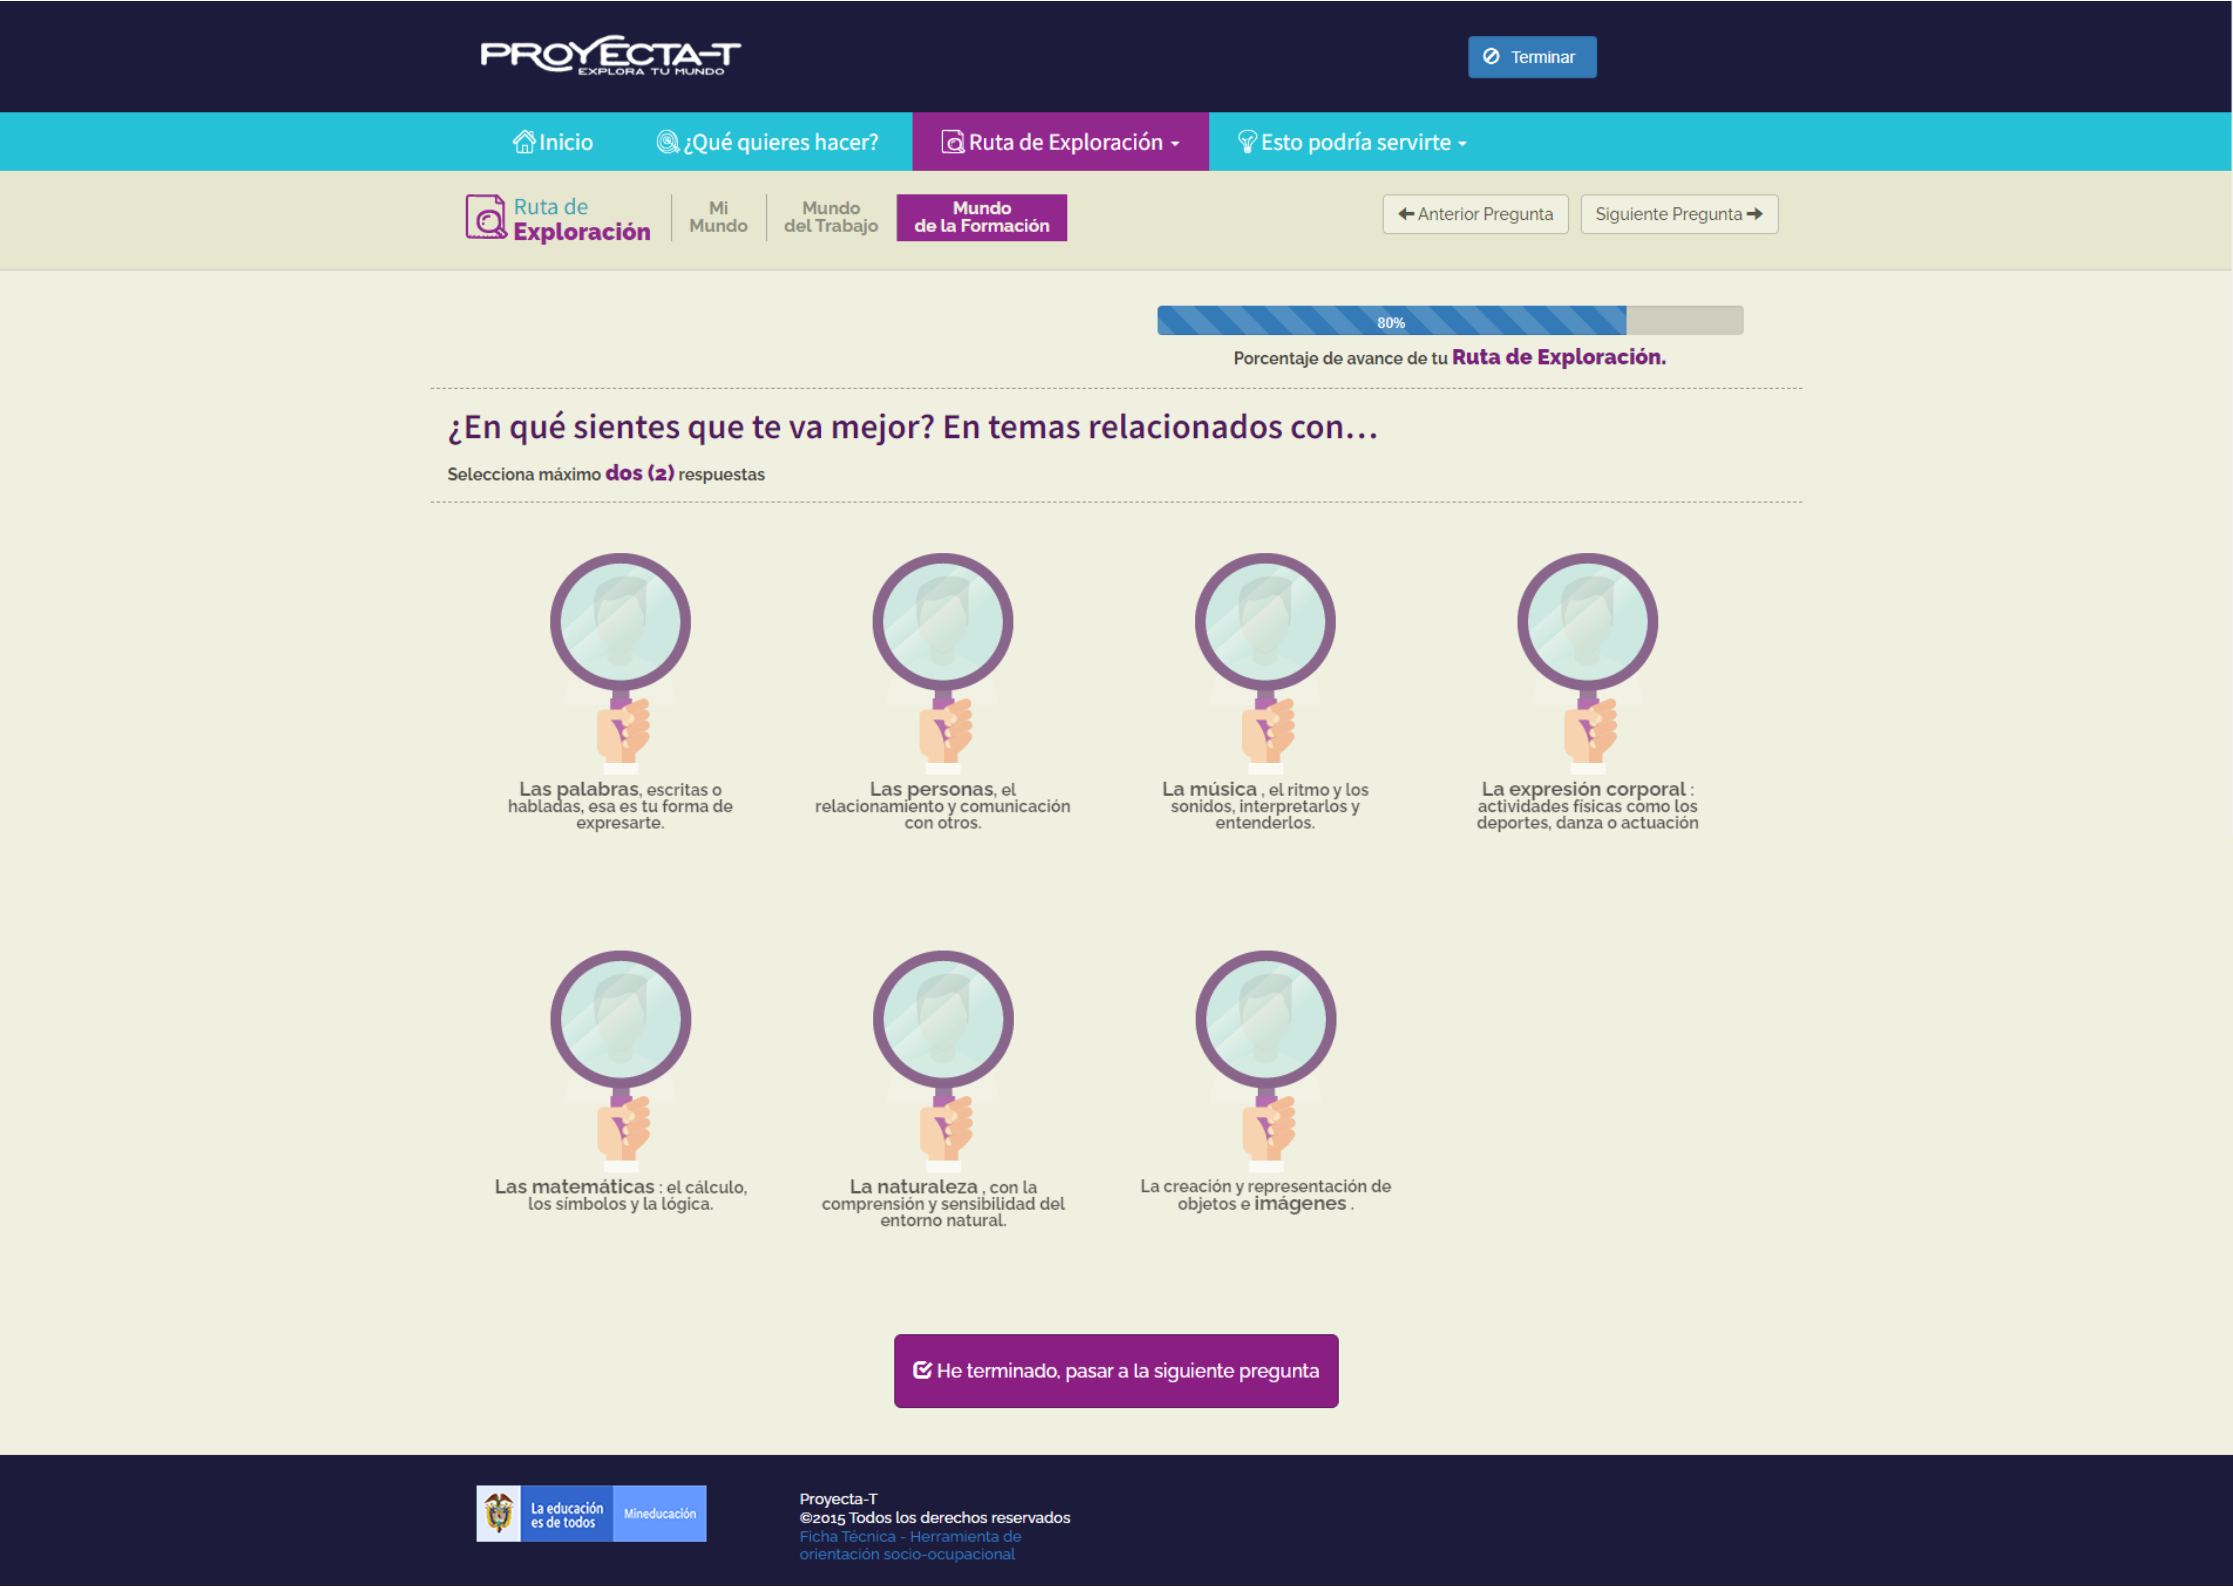 PROYECTA-T
EXPLORA TU MUNDO
Terminar
Inicio
¿Qué quieres hacer?
Ruta de Exploración
Esto podría servirte
Ruta de
Exploración
Mi
Mundo
Mundo
del Trabajo
Mundo
de la Formación
Anterior Pregunta
Siguiente Pregunta
80%
Porcentaje de avance de tu Ruta de Exploración.
¿En qué sientes que te va mejor? En temas relacionados con...
Selecciona máximo dos (2) respuestas
Las palabras, escritas o
habladas, esa es tu forma de
expresarte.
Las personas, el
relacionamiento y comunicación
con otros.
La música , el ritmo y los
sonidos, interpretarlos y
entenderlos.
La expresión corporal :
actividades físicas como los
deportes, danza o actuación
Las matemáticas : el cálculo,
los símbolos y la lógica.
La naturaleza , con la
comprensión y sensibilidad del
entorno natural.
La creación y representación de
objetos e imágenes .
He terminado, pasar a la siguiente pregunta
La educación
es de todos
Mineducación
Proyecta-T
©2015 Todos los derechos reservados
Ficha Técnica - Herramienta de
orientación socio-ocupacional